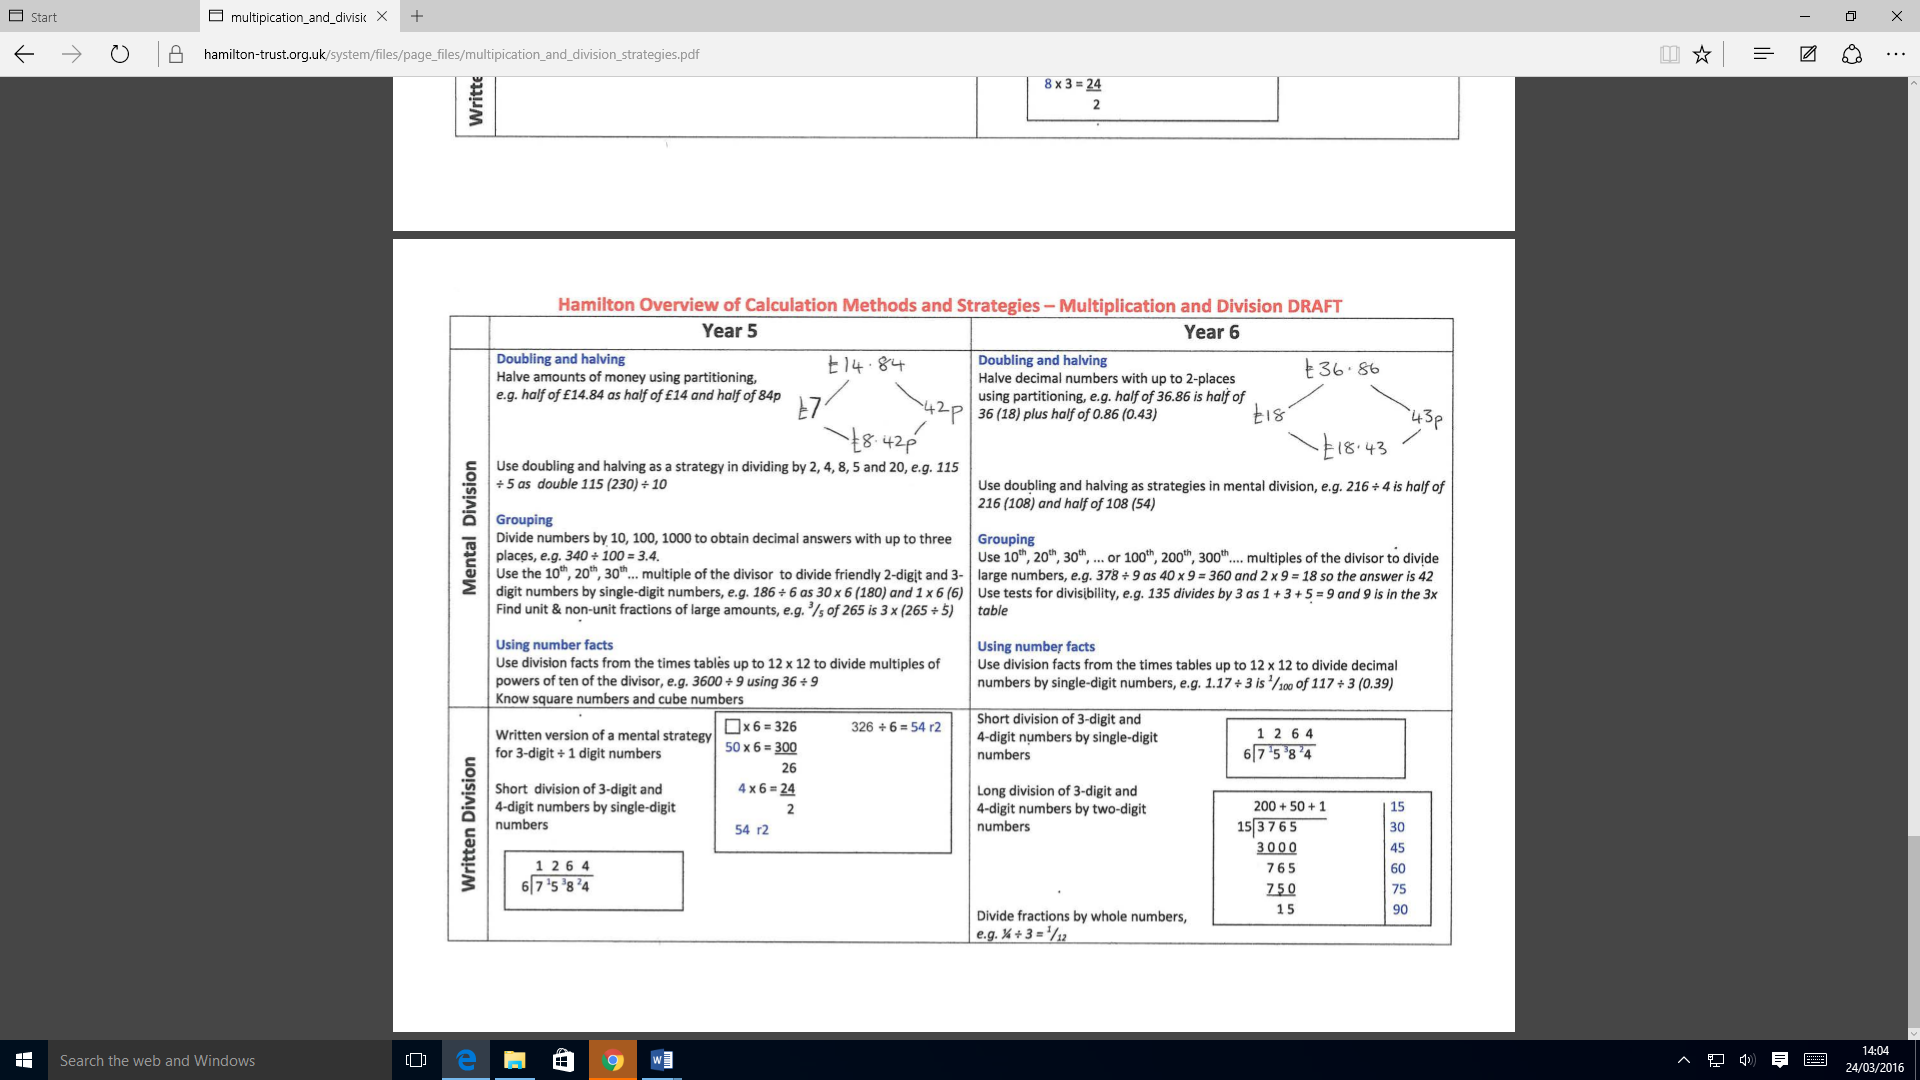 Start
multipication_and_divisic
hamilton-trust.org.uk/system/files/page_files/multipication_and_division_strategies.pdf
Writte
8 x 3 = 24
2
Hamilton Overview of Calculation Methods and Strategies – Multiplication and Division DRAFT
Year 5
Year 6
Mental Division
Doubling and halving
Halve amounts of money using partitioning,
e.g. half of £14.84 as half of £14 and half of 84p
£14.84
£7
42p
£8.42p
Use doubling and halving as a strategy in dividing by 2, 4, 8, 5 and 20, e.g. 115
÷ 5 as double 115 (230) ÷ 10
Grouping
Divide numbers by 10, 100, 1000 to obtain decimal answers with up to three
places, e.g. 340 ÷ 100 = 3.4.
Use the 10th, 20th, 30th... multiple of the divisor to divide friendly 2-digit and 3-
digit numbers by single-digit numbers, e.g. 186 ÷ 6 as 30 x 6 (180) and 1 x 6 (6)
Find unit & non-unit fractions of large amounts, e.g. 3/5 of 265 is 3 x (265 ÷ 5)
Using number facts
Use division facts from the times tables up to 12 x 12 to divide multiples of
powers of ten of the divisor, e.g. 3600 ÷ 9 using 36 ÷ 9
Know square numbers and cube numbers
Doubling and halving
Halve decimal numbers with up to 2-places
using partitioning, e.g. half of 36.86 is half of
36 (18) plus half of 0.86 (0.43)
£36.86
£18
43p
£18.43
Use doubling and halving as strategies in mental division, e.g. 216 ÷ 4 is half of
216 (108) and half of 108 (54)
Grouping
Use 10th, 20th, 30th, ... or 100th, 200th, 300th.... multiples of the divisor to divide
large numbers, e.g. 378 ÷ 9 as 40 x 9 = 360 and 2 x 9 = 18 so the answer is 42
Use tests for divisibility, e.g. 135 divides by 3 as 1 + 3 + 5 = 9 and 9 is in the 3x
table
Using number facts
Use division facts from the times tables up to 12 x 12 to divide decimal
numbers by single-digit numbers, e.g. 1.17 ÷ 3 is 1/100 of 117 ÷ 3 (0.39)
Written Division
Written version of a mental strategy
for 3-digit ÷ 1 digit numbers
Short division of 3-digit and
4-digit numbers by single-digit
numbers
□ x 6 = 326 326 ÷ 6 = 54 r2
50 x 6 = 300
26
4 x 6 = 24
2
54 r2
1 2 6 4
6 7 15 38 24
Short division of 3-digit and
4-digit numbers by single-digit
numbers
1 2 6 4
6 7 15 38 24
Long division of 3-digit and
4-digit numbers by two-digit
numbers
200 + 50 + 1 15
15 3 7 6 5 30
3 0 0 0 45
7 6 5 60
7 5 0 75
1 5 90
Divide fractions by whole numbers,
e.g. ¼ ÷ 3 = 1/12
Search the web and Windows
14:04
24/03/2016